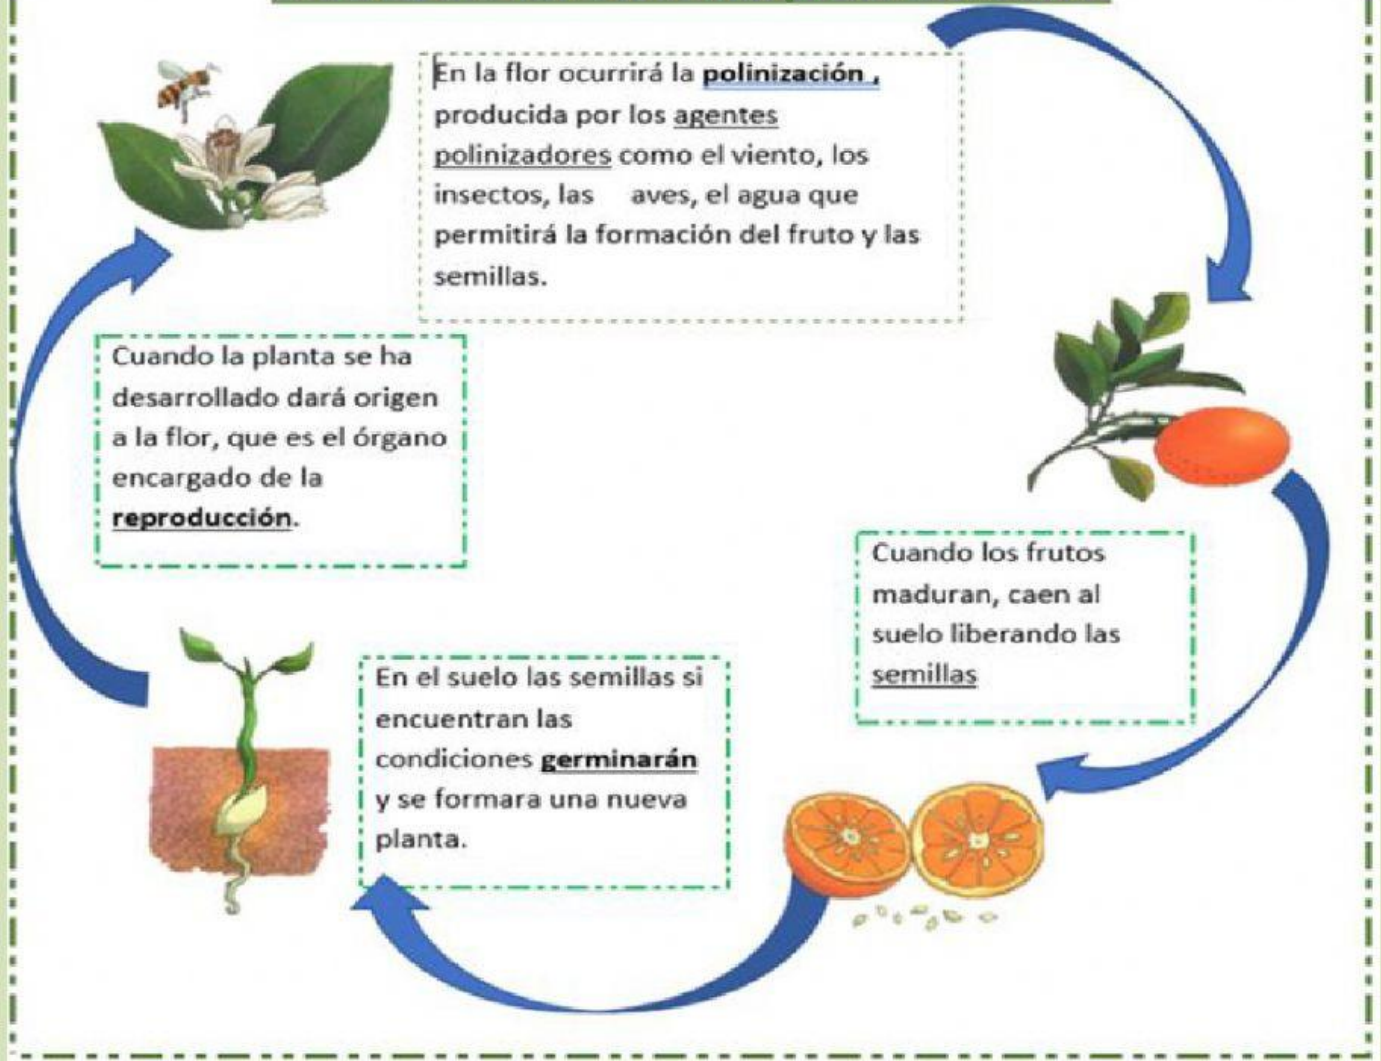 En la flor ocurrirá la polinización ,
producida por los agentes
polinizadores como el viento, los
insectos, las aves, el agua que
permitirá la formación del fruto y las
semillas.
Cuando la planta se ha
desarrollado dará origen
a la flor, que es el órgano
encargado de la
reproducción.
Cuando los frutos
maduran, caen al
suelo liberando las
semillas
En el suelo las semillas si
encuentran las
condiciones germinarán
y se formara una nueva
planta.